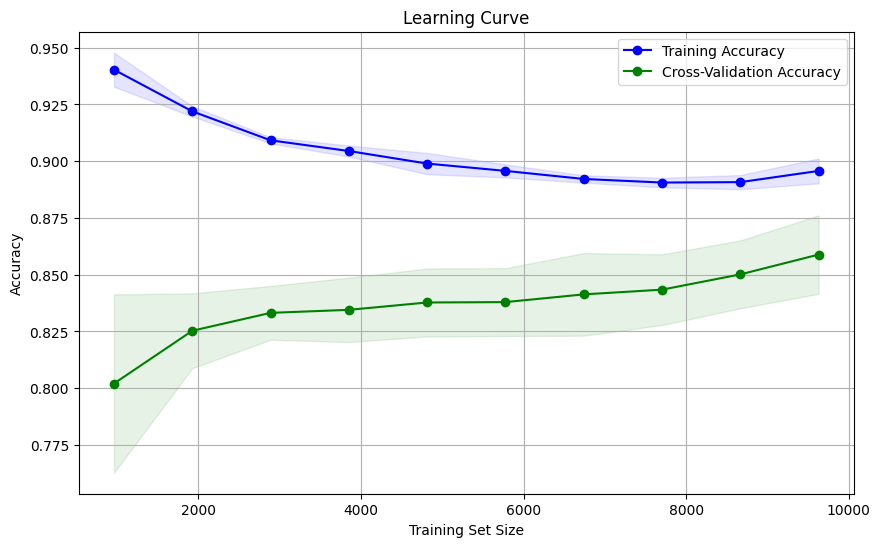 Learning Curve
Training Accuracy
Cross-Validation Accuracy
0.950
0.925
0.900
0.875
0.850
0.825
0.800
0.775
Accuracy
2000 4000 6000 8000 10000
Training Set Size